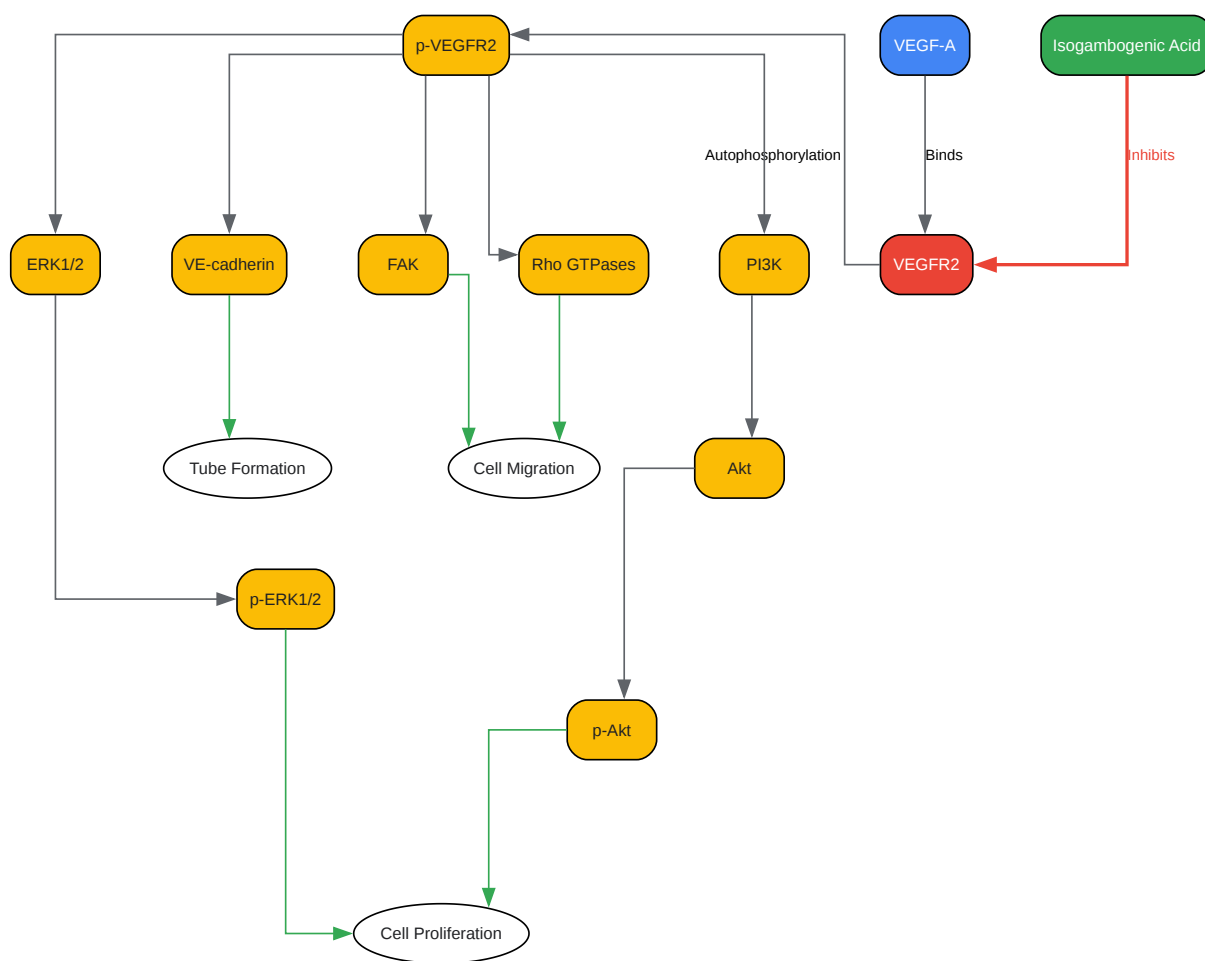 p-VEGFR2
VEGF-A
Isogambogenic Acid
Autophosphorylation
Binds
Inhibits
ERK1/2
VE-cadherin
FAK
Rho GTPases
PI3K
VEGFR2
Tube Formation
Cell Migration
Akt
p-ERK1/2
p-Akt
Cell Proliferation